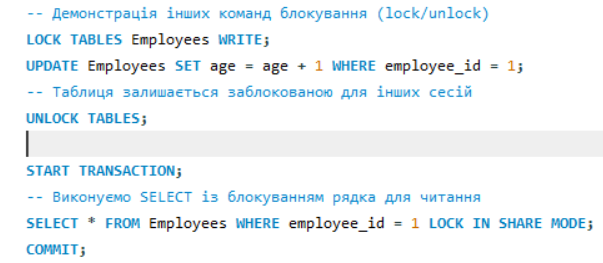 -- Демонстрація інших команд блокування (lock/unlock)
LOCK TABLES Employees WRITE;
UPDATE Employees SET age = age + 1 WHERE employee_id = 1;
-- Таблиця залишається заблокованою для інших сесій
UNLOCK TABLES;
START TRANSACTION;
-- Виконуємо SELECT із блокуванням рядка для читання
SELECT * FROM Employees WHERE employee_id = 1 LOCK IN SHARE MODE;
COMMIT;